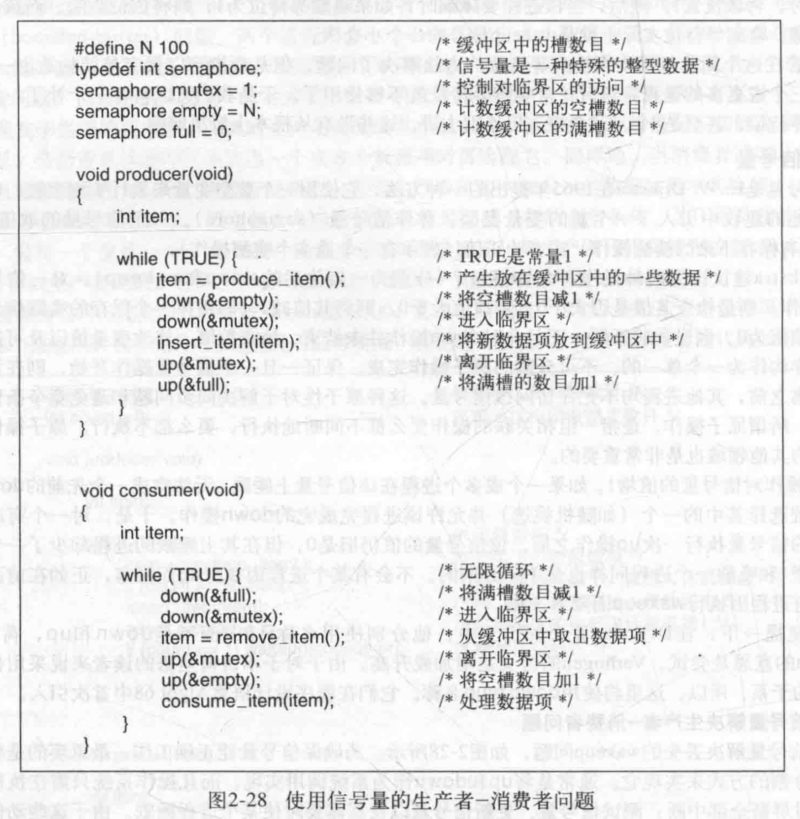 #define N 100 /* 缓冲区中的槽数目 */
typedef int semaphore; /* 信号量是一种特殊的整型数据 */
semaphore mutex = 1; /* 控制对临界区的访问 */
semaphore empty = N; /* 计数缓冲区的空槽数目 */
semaphore full = 0; /* 计数缓冲区的满槽数目 */
void producer(void)
{
int item;
while (TRUE) { /* TRUE是常量1 */
item = produce_item(); /* 产生放在缓冲区中的一些数据 */
down(&empty); /* 将空槽数目减1 */
down(&mutex); /* 进入临界区 */
insert_item(item); /* 将新数据项放到缓冲区中 */
up(&mutex); /* 离开临界区 */
up(&full); /* 将满槽的数目加1 */
}
}
void consumer(void)
{
int item;
while (TRUE) { /* 无限循环 */
down(&full); /* 将满槽数目减1 */
down(&mutex); /* 进入临界区 */
item = remove_item(); /* 从缓冲区中取出数据项 */
up(&mutex); /* 离开临界区 */
up(&empty); /* 将空槽数目加1 */
consume_item(item); /* 处理数据项 */
}
}
图2-28 使用信号量的生产者-消费者问题